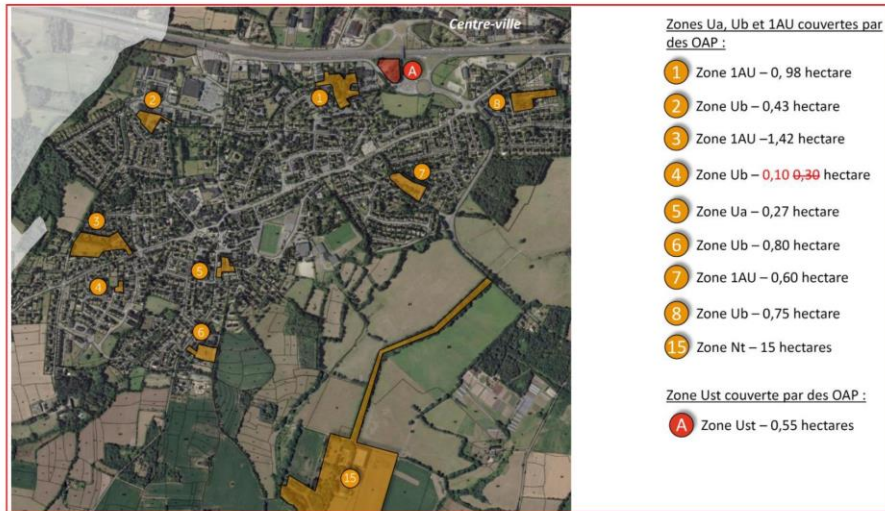 Centre-ville
A
1
2
8
7
3
5
4
6
15
Zones Ua, Ub et 1AU couvertes par
des OAP :
1 Zone 1AU – 0, 98 hectare
2 Zone Ub – 0,43 hectare
3 Zone 1AU –1,42 hectare
4 Zone Ub – 0,10 0,30 hectare
5 Zone Ua – 0,27 hectare
6 Zone Ub – 0,80 hectare
7 Zone 1AU – 0,60 hectare
8 Zone Ub – 0,75 hectare
15 Zone Nt – 15 hectares
Zone Ust couverte par des OAP :
A Zone Ust – 0,55 hectares